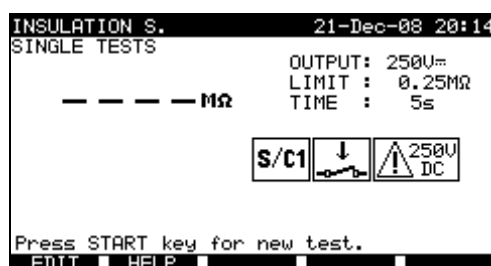 INSULATION S. 21-Dec-08 20:14
SINGLE TESTS
OUTPUT: 250V⎓
LIMIT : 0.25MΩ
– – – – MΩ
TIME : 5s
S/C1
250V
DC
Press START key for new test.
EDIT HELP